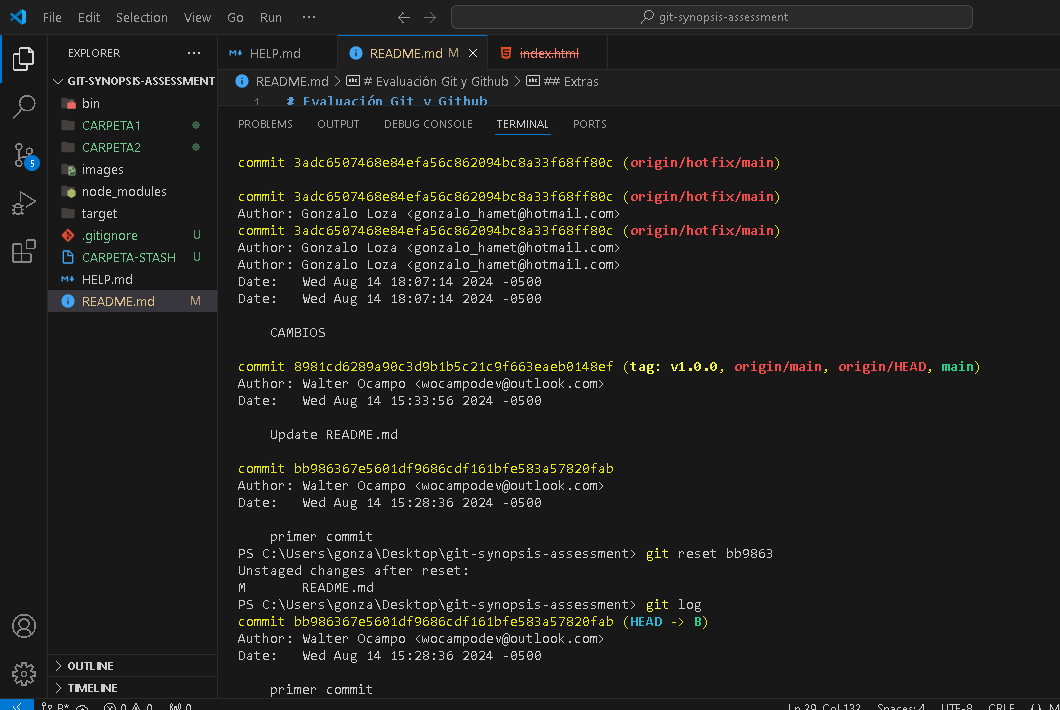 File Edit Selection View Go Run ··· git-synopsis-assessment
EXPLORER ···
HELP.md
README.md M
index.html
GIT-SYNOPSIS-ASSESSMENT
README.md > # Evaluación Git y Github > ## Extras
1 # Evaluación Git y Github
bin
CARPETA1
CARPETA2
images
node_modules
target
.gitignore U
CARPETA-STASH U
HELP.md
README.md M
5
OUTLINE
TIMELINE
PROBLEMS OUTPUT DEBUG CONSOLE TERMINAL PORTS
commit 3adc6507468e84efa56c862094bc8a33f68ff80c (origin/hotfix/main)
commit 3adc6507468e84efa56c862094bc8a33f68ff80c (origin/hotfix/main)
Author: Gonzalo Loza <gonzalo_hamet@hotmail.com>
commit 3adc6507468e84efa56c862094bc8a33f68ff80c (origin/hotfix/main)
Author: Gonzalo Loza <gonzalo_hamet@hotmail.com>
Author: Gonzalo Loza <gonzalo_hamet@hotmail.com>
Date:   Wed Aug 14 18:07:14 2024 -0500
Date:   Wed Aug 14 18:07:14 2024 -0500
CAMBIOS
commit 8981cd6289a90c3d9b1b5c21c9f663eaeb0148ef (tag: v1.0.0, origin/main, origin/HEAD, main)
Author: Walter Ocampo <wocampodev@outlook.com>
Date:   Wed Aug 14 15:33:56 2024 -0500
Update README.md
commit bb986367e5601df9686cdf161bfe583a57820fab
Author: Walter Ocampo <wocampodev@outlook.com>
Date:   Wed Aug 14 15:28:36 2024 -0500
primer commit
PS C:\Users\gonza\Desktop\git-synopsis-assessment> git reset bb9863
Unstaged changes after reset:
M       README.md
PS C:\Users\gonza\Desktop\git-synopsis-assessment> git log
commit bb986367e5601df9686cdf161bfe583a57820fab (HEAD -> B)
Author: Walter Ocampo <wocampodev@outlook.com>
Date:   Wed Aug 14 15:28:36 2024 -0500
primer commit
B* 0 0 0 Ln 29, Col 132 Spaces: 4 UTF-8 CRLF